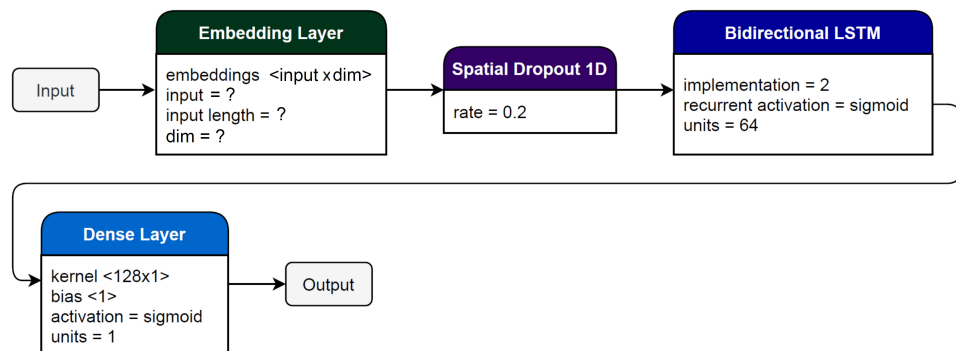 Input
Embedding Layer
embeddings <input x dim>
input = ?
input length = ?
dim = ?
Spatial Dropout 1D
rate = 0.2
Bidirectional LSTM
implementation = 2
recurrent activation = sigmoid
units = 64
Dense Layer
kernel <128x1>
bias <1>
activation = sigmoid
units = 1
Output